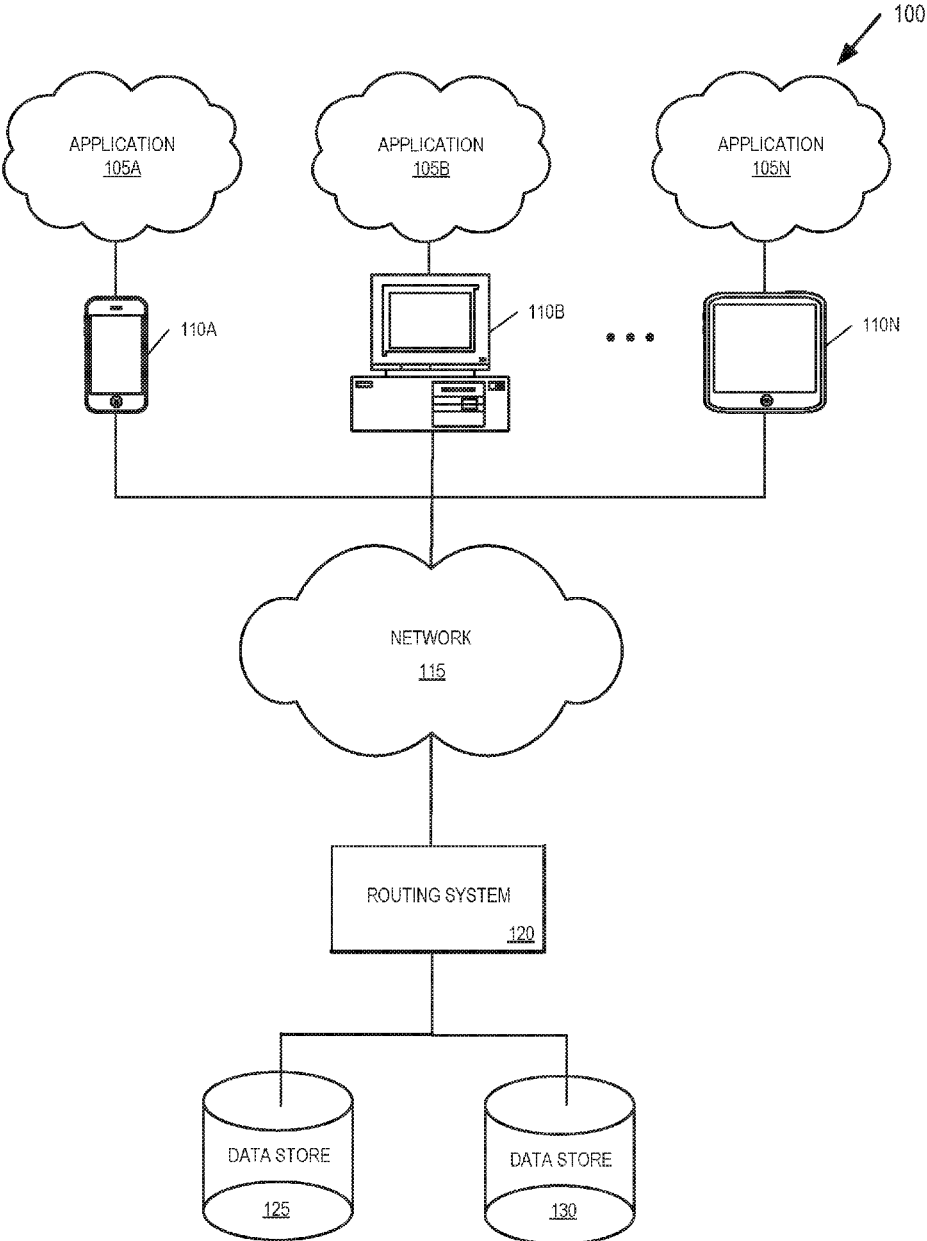 100
APPLICATION
105A
APPLICATION
105B
APPLICATION
105N
110A
110B
110N
NETWORK
115
ROUTING SYSTEM
120
DATA STORE
125
DATA STORE
130